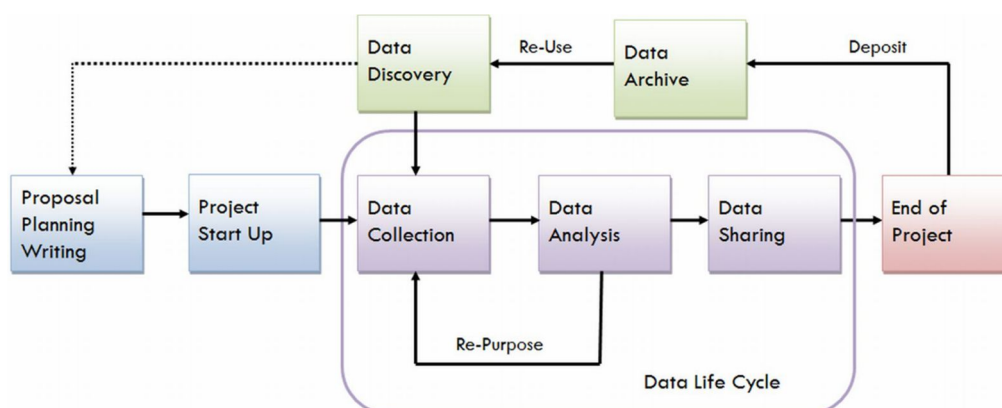 Data
Discovery
Re-Use
Data
Archive
Deposit
Proposal
Planning
Writing
Project
Start Up
Data
Collection
Data
Analysis
Data
Sharing
End of
Project
Re-Purpose
Data Life Cycle